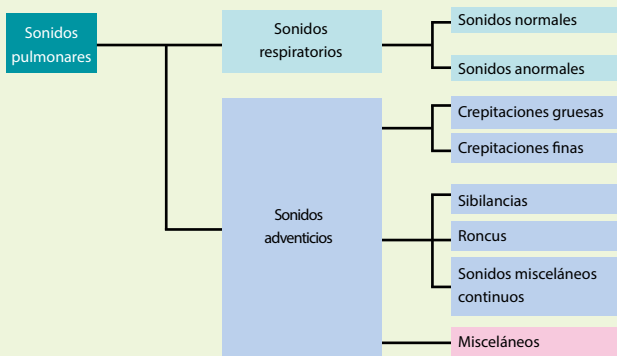 Sonidos
pulmonares
Sonidos
respiratorios
Sonidos normales
Sonidos anormales
Sonidos
adventicios
Crepitaciones gruesas
Crepitaciones finas
Sibilancias
Roncus
Sonidos misceláneos
continuos
Misceláneos